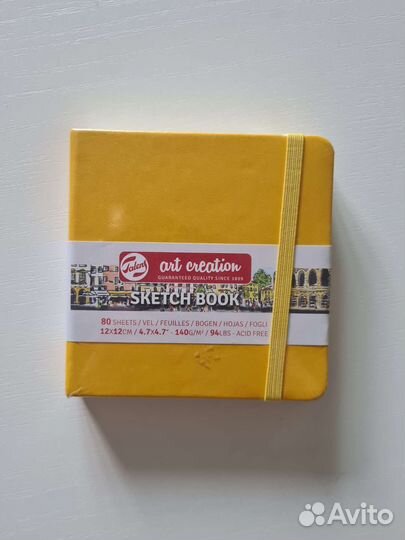 Talens
art creation
GUARANTEED QUALITY SINCE 1899
SKETCH BOOK
80 SHEETS / VEL / FEUILLES / BOGEN / HOJAS / FOGLI
12X12CM / 4.7X4.7" - 140G/M² / 94LBS - ACID FREE
Avito